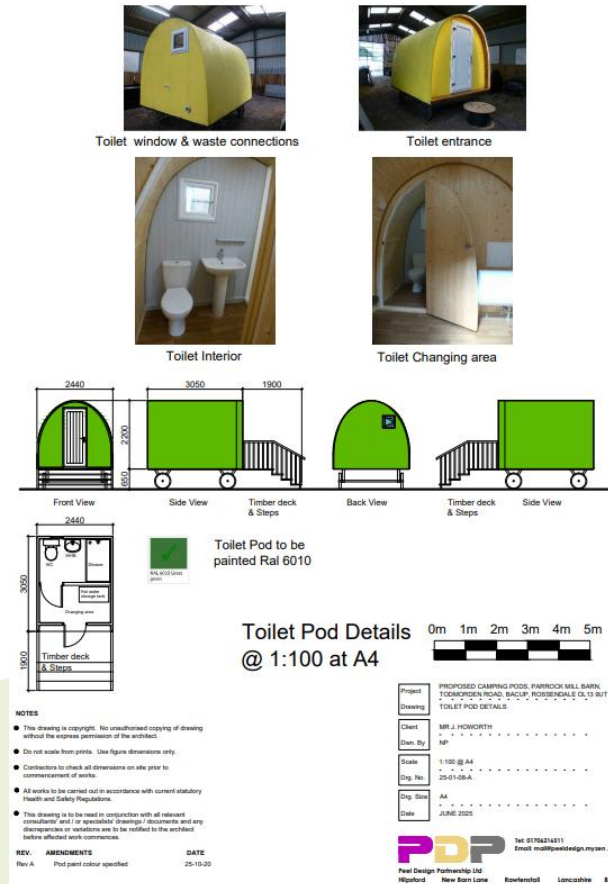 Toilet window & waste connections
Toilet entrance
Toilet Interior
Toilet Changing area
2440
3050
1900
2200
650
Front View
Side View
Timber deck
& Steps
Back View
Timber deck
& Steps
Side View
2440
3050
1900
WC
WHB
Shower
Hot water
storage tank
Changing area
Timber deck
& Steps
Toilet Pod to be
painted Ral 6010
Toilet Pod Details
@ 1:100 at A4
0m 1m 2m 3m 4m 5m
NOTES
This drawing is copyright. No unauthorised copying of drawing
without the express permission of the architect.
Do not scale from prints. Use figure dimensions only.
Contractors to check all dimensions on site prior to
commencement of works.
All works to be carried out in accordance with current statutory
Health and Safety Regulations.
This drawing is to be read in conjunction with all relevant
consultants' and / or specialists' drawings / documents and any
discrepancies or variations are to be notified to the architect
before affected work commences.
REV. AMENDMENTS DATE
Rev A Pod paint colour specified 25-10-20
Project PROPOSED CAMPING PODS, PARROCK MILL BARN,
TODMORDEN ROAD, BACUP, ROSSENDALE OL13 9UT
Drawing TOILET POD DETAILS
Client MR J. HOWORTH
Dwn. By NP
Scale 1:100 @ A4
Drg. No. 25-01-08-A
Drg. Size A4
Date JUNE 2025
PDP
Tel: 01706216511
Email: mail@peeldesign.myzen
Peel Design Partnership Ltd
New Barn Lane Rawtenstall Lancashire